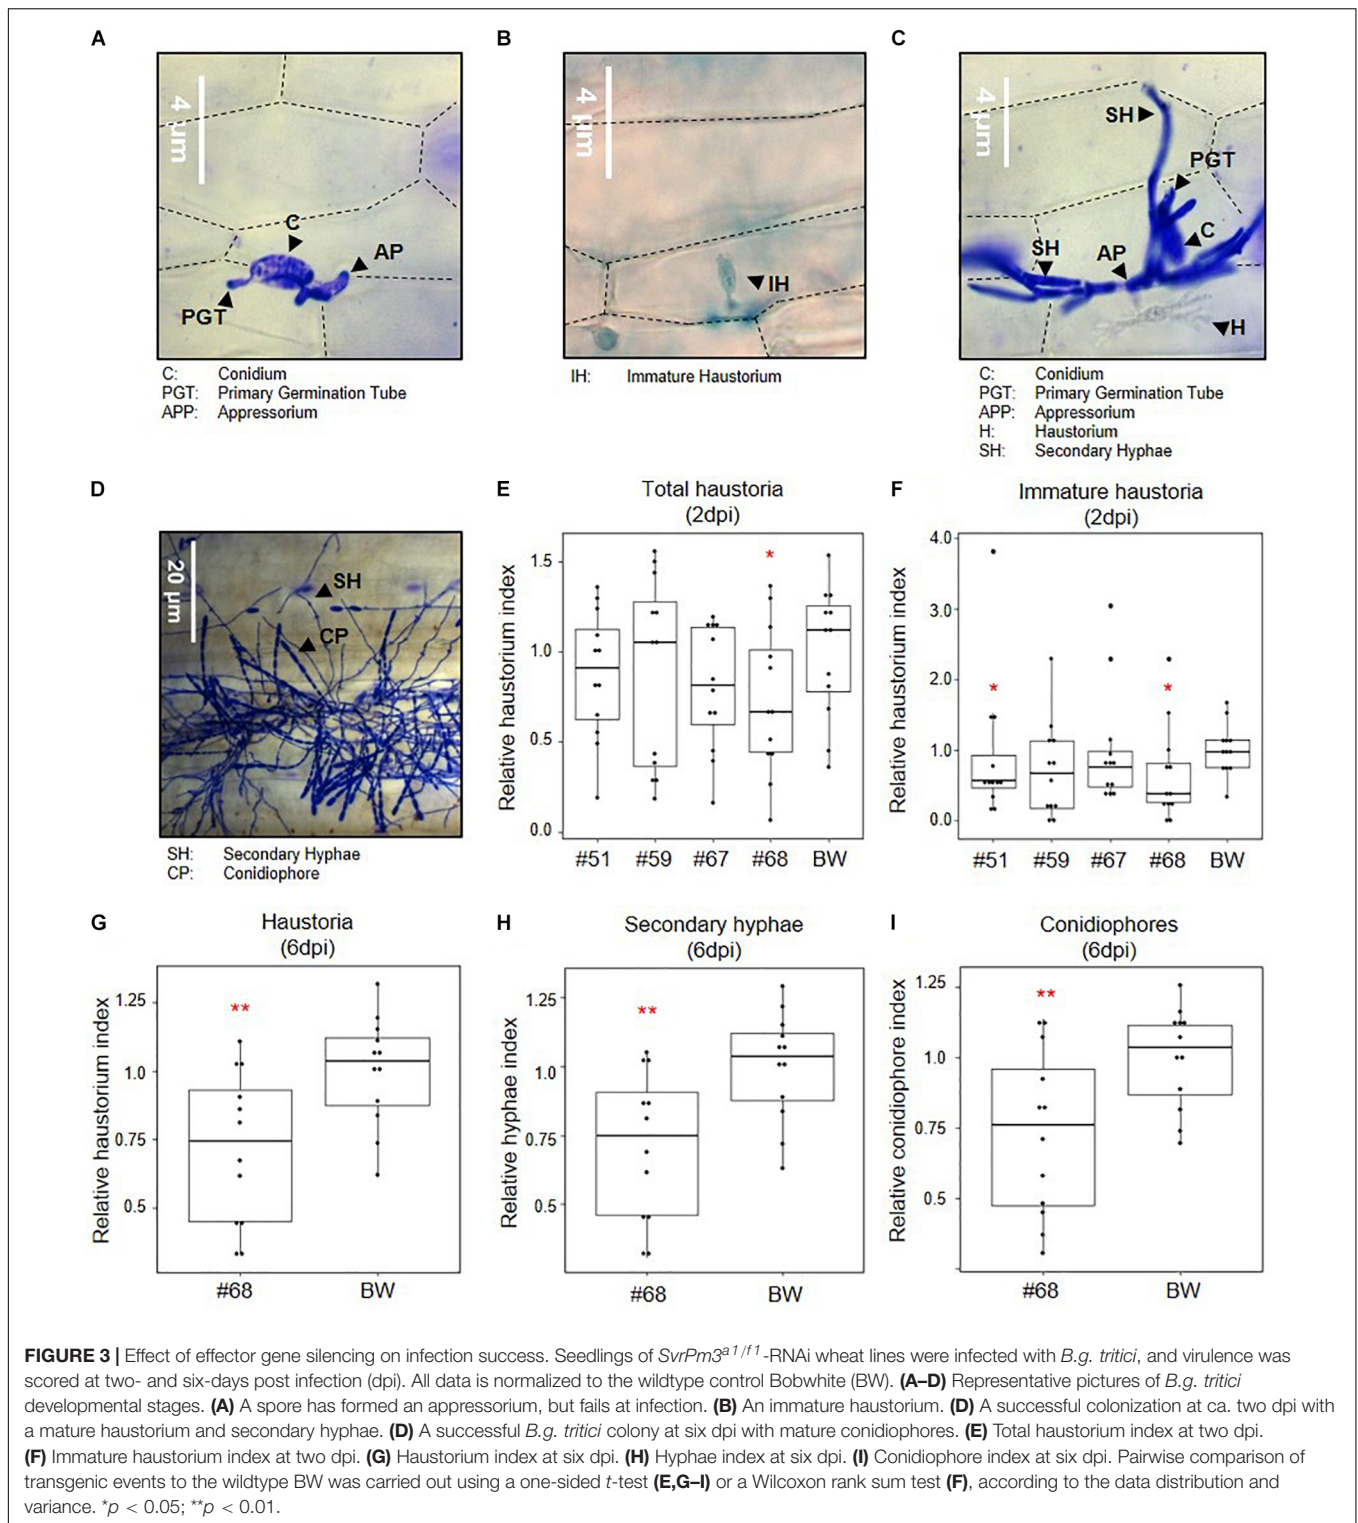 A
4 µm
C
AP
PGT
C: Conidium
PGT: Primary Germination Tube
APP: Appressorium
B
4 µm
IH
IH: Immature Haustorium
C
4 µm
SH
PGT
C
SH
AP
H
C: Conidium
PGT: Primary Germination Tube
APP: Appressorium
H: Haustorium
SH: Secondary Hyphae
D
20 µm
SH
CP
SH: Secondary Hyphae
CP: Conidiophore
E
Total haustoria
(2dpi)
Relative haustorium index
1.5
1.0
0.5
0.0
*
#51 #59 #67 #68 BW
F
Immature haustoria
(2dpi)
Relative haustorium index
4.0
3.0
2.0
1.0
0.0
* *
#51 #59 #67 #68 BW
G
Haustoria
(6dpi)
Relative haustorium index
1.25
1.0
0.75
0.5
**
#68 BW
H
Secondary hyphae
(6dpi)
Relative hyphae index
1.25
1.0
0.75
0.5
**
#68 BW
I
Conidiophores
(6dpi)
Relative conidiophore index
1.25
1.0
0.75
0.5
**
#68 BW
FIGURE 3 | Effect of effector gene silencing on infection success. Seedlings of SvrPm3a1/f1-RNAi wheat lines were infected with B.g. tritici, and virulence was
scored at two- and six-days post infection (dpi). All data is normalized to the wildtype control Bobwhite (BW). (A–D) Representative pictures of B.g. tritici
developmental stages. (A) A spore has formed an appressorium, but fails at infection. (B) An immature haustorium. (D) A successful colonization at ca. two dpi with
a mature haustorium and secondary hyphae. (D) A successful B.g. tritici colony at six dpi with mature conidiophores. (E) Total haustorium index at two dpi.
(F) Immature haustorium index at two dpi. (G) Haustorium index at six dpi. (H) Hyphae index at six dpi. (I) Conidiophore index at six dpi. Pairwise comparison of
transgenic events to the wildtype BW was carried out using a one-sided t-test (E,G–I) or a Wilcoxon rank sum test (F), according to the data distribution and
variance. *p < 0.05; **p < 0.01.